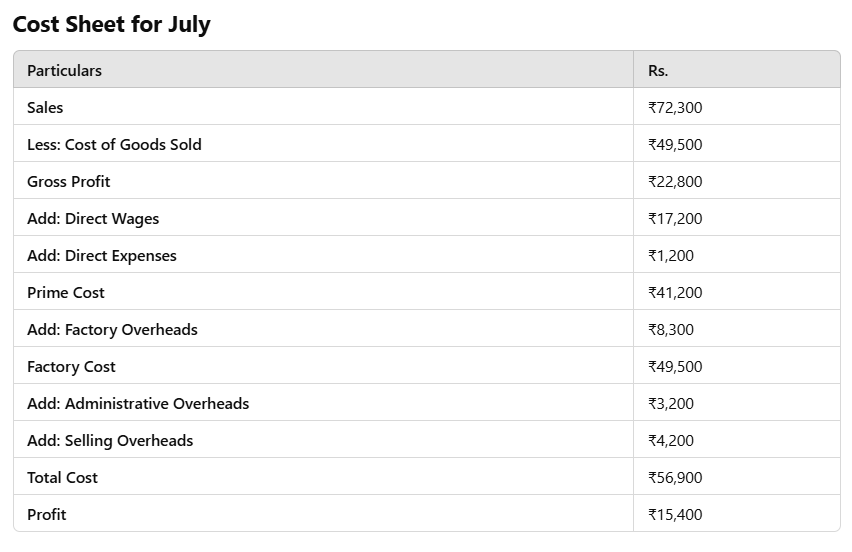 Cost Sheet for July
Particulars Rs.
Sales ₹72,300
Less: Cost of Goods Sold ₹49,500
Gross Profit ₹22,800
Add: Direct Wages ₹17,200
Add: Direct Expenses ₹1,200
Prime Cost ₹41,200
Add: Factory Overheads ₹8,300
Factory Cost ₹49,500
Add: Administrative Overheads ₹3,200
Add: Selling Overheads ₹4,200
Total Cost ₹56,900
Profit ₹15,400